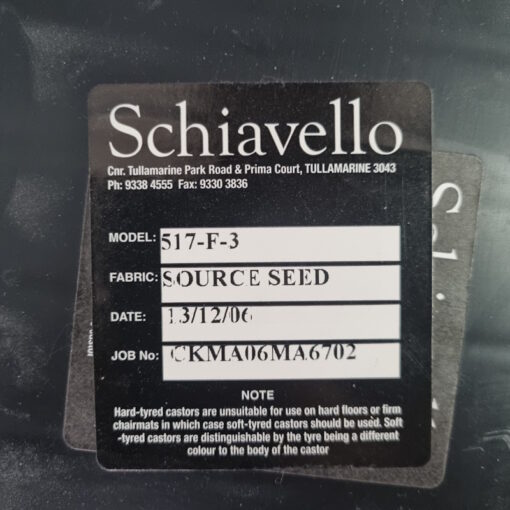 Schiavello
Cnr. Tullamarine Park Road & Prima Court, TULLAMARINE 3043
Ph: 9338 4555 Fax: 9330 3836
MODEL: 517-F-3
FABRIC: SOURCE SEED
DATE: 13/12/06
JOB No: CKMA06MA6702
NOTE
Hard-tyred castors are unsuitable for use on hard floors or firm
chairmats in which case soft-tyred castors should be used. Soft
-tyred castors are distinguishable by the tyre being a different
colour to the body of the castor